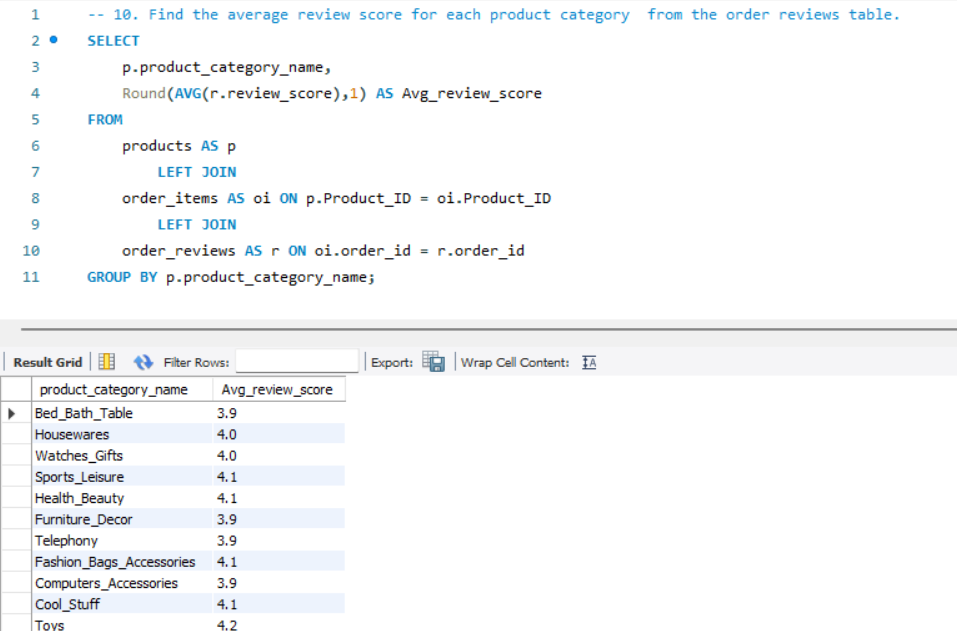 1 -- 10. Find the average review score for each product category  from the order reviews table.
2 SELECT
3 p.product_category_name,
4 Round(AVG(r.review_score),1) AS Avg_review_score
5 FROM
6 products AS p
7 LEFT JOIN
8 order_items AS oi ON p.Product_ID = oi.Product_ID
9 LEFT JOIN
10 order_reviews AS r ON oi.order_id = r.order_id
11 GROUP BY p.product_category_name;
Result Grid Filter Rows: Export: Wrap Cell Content: IA
product_category_name Avg_review_score
Bed_Bath_Table 3.9
Housewares 4.0
Watches_Gifts 4.0
Sports_Leisure 4.1
Health_Beauty 4.1
Furniture_Decor 3.9
Telephony 3.9
Fashion_Bags_Accessories 4.1
Computers_Accessories 3.9
Cool_Stuff 4.1
Toys 4.2